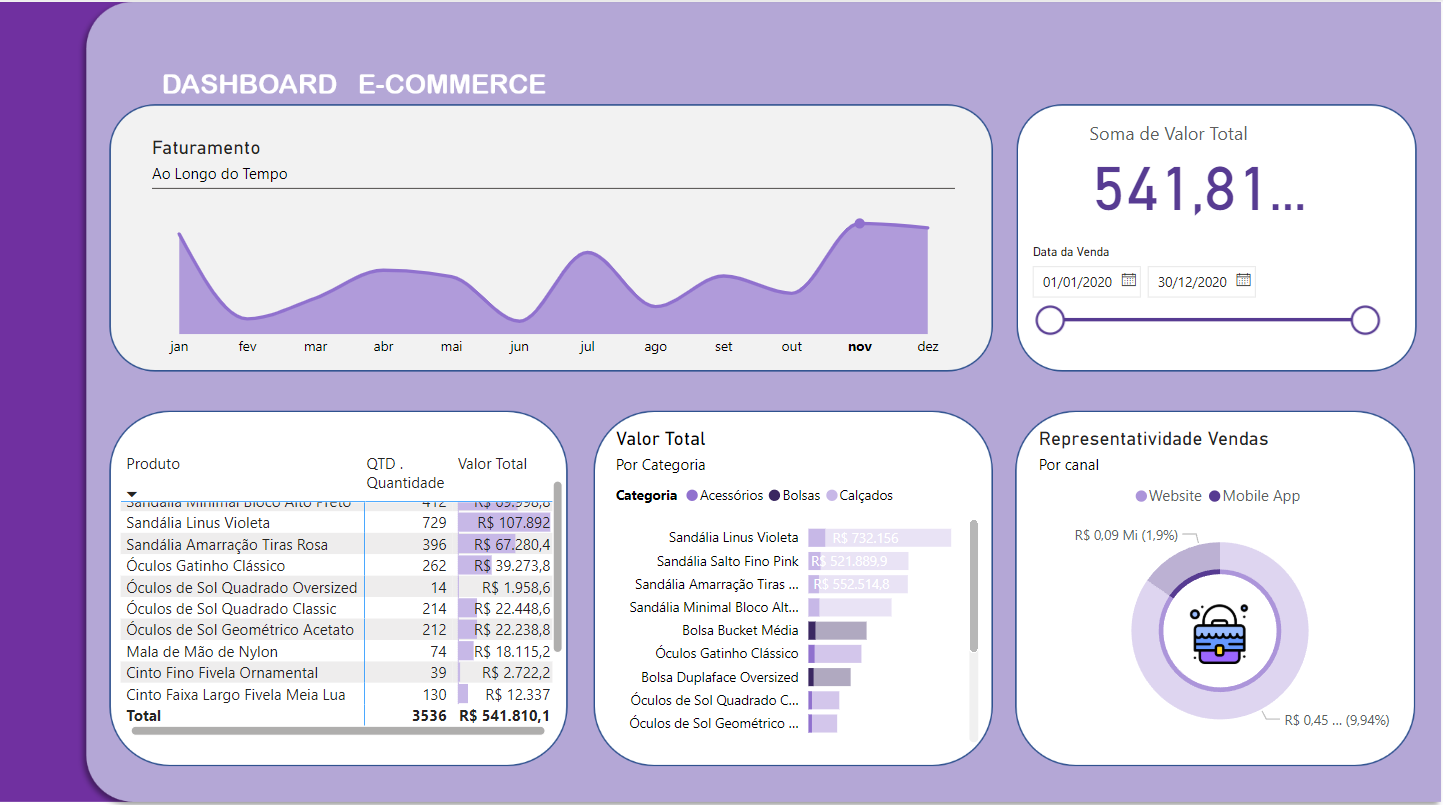 DASHBOARD E-COMMERCE
Faturamento
Ao Longo do Tempo
jan fev mar abr mai jun jul ago set out nov dez
Soma de Valor Total
541,81...
Data da Venda
01/01/2020 30/12/2020
Produto QTD . Quantidade Valor Total
Sandália Minimal Bloco Alto Preto 412 R$ 69.998,8
Sandália Linus Violeta 729 R$ 107.892
Sandália Amarração Tiras Rosa 396 R$ 67.280,4
Óculos Gatinho Clássico 262 R$ 39.273,8
Óculos de Sol Quadrado Oversized 14 R$ 1.958,6
Óculos de Sol Quadrado Classic 214 R$ 22.448,6
Óculos de Sol Geométrico Acetato 212 R$ 22.238,8
Mala de Mão de Nylon 74 R$ 18.115,2
Cinto Fino Fivela Ornamental 39 R$ 2.722,2
Cinto Faixa Largo Fivela Meia Lua 130 R$ 12.337
Total 3536 R$ 541.810,1
Valor Total
Por Categoria
Categoria Acessórios Bolsas Calçados
Sandália Linus Violeta R$ 732,156
Sandália Salto Fino Pink R$ 521.889,9
Sandália Amarração Tiras ... R$ 552.514,8
Sandália Minimal Bloco Alt...
Bolsa Bucket Média
Óculos Gatinho Clássico
Bolsa Duplaface Oversized
Óculos de Sol Quadrado C...
Óculos de Sol Geométrico ...
Representatividade Vendas
Por canal
Website Mobile App
R$ 0,09 Mi (1,9%)
R$ 0,45 ... (9,94%)